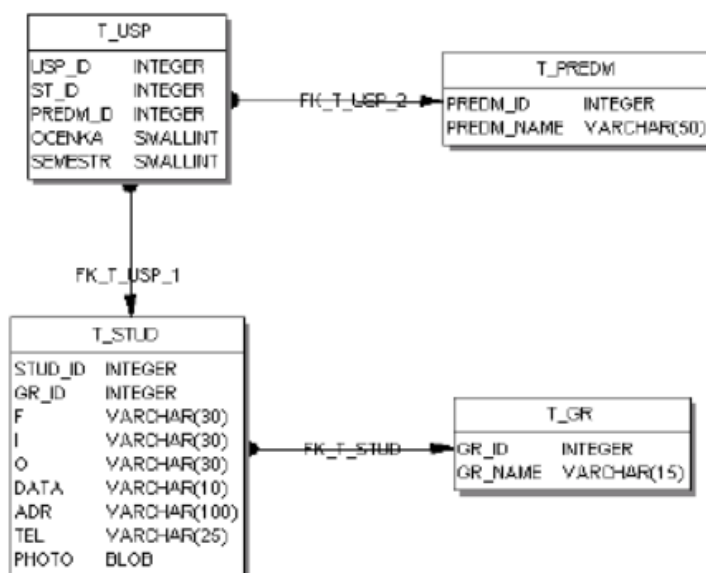 T_USP
USP_ID INTEGER
ST_ID INTEGER
PREDM_ID INTEGER
OCENKA SMALLINT
SEMESTR SMALLINT
FK_T_USP_2
T_PREDM
PREDM_ID INTEGER
PREDM_NAME VARCHAR(50)
FK_T_USP_1
T_STUD
STUD_ID INTEGER
GR_ID INTEGER
F VARCHAR(30)
I VARCHAR(30)
O VARCHAR(30)
DATA VARCHAR(10)
ADR VARCHAR(100)
TEL VARCHAR(25)
PHOTO BLOB
FK_T_STUD
T_GR
GR_ID INTEGER
GR_NAME VARCHAR(15)